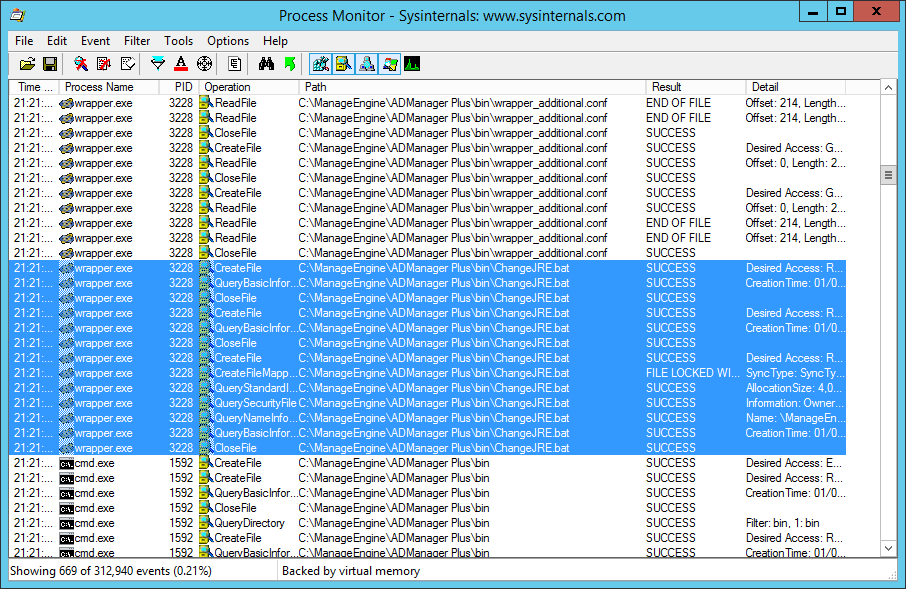 Process Monitor - Sysinternals: www.sysinternals.com
File Edit Event Filter Tools Options Help
Time ... Process Name PID Operation Path Result Detail
21:21:... wrapper.exe 3228 ReadFile C:\ManageEngine\ADManager Plus\bin\wrapper_additional.conf END OF FILE Offset: 214, Length...
21:21:... wrapper.exe 3228 ReadFile C:\ManageEngine\ADManager Plus\bin\wrapper_additional.conf END OF FILE Offset: 214, Length...
21:21:... wrapper.exe 3228 CloseFile C:\ManageEngine\ADManager Plus\bin\wrapper_additional.conf SUCCESS
21:21:... wrapper.exe 3228 CreateFile C:\ManageEngine\ADManager Plus\bin\wrapper_additional.conf SUCCESS Desired Access: G...
21:21:... wrapper.exe 3228 ReadFile C:\ManageEngine\ADManager Plus\bin\wrapper_additional.conf SUCCESS Offset: 0, Length: 2...
21:21:... wrapper.exe 3228 CloseFile C:\ManageEngine\ADManager Plus\bin\wrapper_additional.conf SUCCESS
21:21:... wrapper.exe 3228 CreateFile C:\ManageEngine\ADManager Plus\bin\wrapper_additional.conf SUCCESS Desired Access: G...
21:21:... wrapper.exe 3228 ReadFile C:\ManageEngine\ADManager Plus\bin\wrapper_additional.conf SUCCESS Offset: 0, Length: 2...
21:21:... wrapper.exe 3228 ReadFile C:\ManageEngine\ADManager Plus\bin\wrapper_additional.conf END OF FILE Offset: 214, Length...
21:21:... wrapper.exe 3228 ReadFile C:\ManageEngine\ADManager Plus\bin\wrapper_additional.conf END OF FILE Offset: 214, Length...
21:21:... wrapper.exe 3228 CloseFile C:\ManageEngine\ADManager Plus\bin\wrapper_additional.conf SUCCESS
21:21:... wrapper.exe 3228 CreateFile C:\ManageEngine\ADManager Plus\bin\ChangeJRE.bat SUCCESS Desired Access: R...
21:21:... wrapper.exe 3228 QueryBasicInfor... C:\ManageEngine\ADManager Plus\bin\ChangeJRE.bat SUCCESS CreationTime: 01/0...
21:21:... wrapper.exe 3228 CloseFile C:\ManageEngine\ADManager Plus\bin\ChangeJRE.bat SUCCESS
21:21:... wrapper.exe 3228 CreateFile C:\ManageEngine\ADManager Plus\bin\ChangeJRE.bat SUCCESS Desired Access: R...
21:21:... wrapper.exe 3228 QueryBasicInfor... C:\ManageEngine\ADManager Plus\bin\ChangeJRE.bat SUCCESS CreationTime: 01/0...
21:21:... wrapper.exe 3228 CloseFile C:\ManageEngine\ADManager Plus\bin\ChangeJRE.bat SUCCESS
21:21:... wrapper.exe 3228 CreateFile C:\ManageEngine\ADManager Plus\bin\ChangeJRE.bat SUCCESS Desired Access: R...
21:21:... wrapper.exe 3228 CreateFileMapp... C:\ManageEngine\ADManager Plus\bin\ChangeJRE.bat FILE LOCKED WI... SyncType: SyncTy...
21:21:... wrapper.exe 3228 QueryStandardI... C:\ManageEngine\ADManager Plus\bin\ChangeJRE.bat SUCCESS AllocationSize: 4,0...
21:21:... wrapper.exe 3228 QuerySecurityFile C:\ManageEngine\ADManager Plus\bin\ChangeJRE.bat SUCCESS Information: Owner...
21:21:... wrapper.exe 3228 QueryNameInfo... C:\ManageEngine\ADManager Plus\bin\ChangeJRE.bat SUCCESS Name: \ManageEn...
21:21:... wrapper.exe 3228 QueryBasicInfor... C:\ManageEngine\ADManager Plus\bin\ChangeJRE.bat SUCCESS CreationTime: 01/0...
21:21:... wrapper.exe 3228 CloseFile C:\ManageEngine\ADManager Plus\bin\ChangeJRE.bat SUCCESS
21:21:... cmd.exe 1592 CreateFile C:\ManageEngine\ADManager Plus\bin SUCCESS Desired Access: E...
21:21:... cmd.exe 1592 CreateFile C:\ManageEngine\ADManager Plus\bin SUCCESS Desired Access: R...
21:21:... cmd.exe 1592 QueryBasicInfor... C:\ManageEngine\ADManager Plus\bin SUCCESS CreationTime: 01/0...
21:21:... cmd.exe 1592 CloseFile C:\ManageEngine\ADManager Plus\bin SUCCESS
21:21:... cmd.exe 1592 QueryDirectory C:\ManageEngine\ADManager Plus\bin SUCCESS Filter: bin, 1: bin
21:21:... cmd.exe 1592 CreateFile C:\ManageEngine\ADManager Plus\bin SUCCESS Desired Access: R...
21:21:... cmd.exe 1592 QueryBasicInfor... C:\ManageEngine\ADManager Plus\bin SUCCESS CreationTime: 01/0...
Showing 669 of 312,940 events (0.21%) Backed by virtual memory